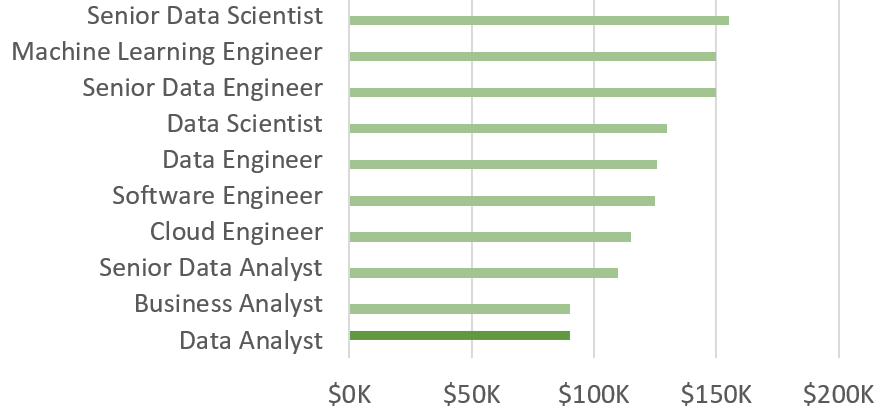 Senior Data Scientist
Machine Learning Engineer
Senior Data Engineer
Data Scientist
Data Engineer
Software Engineer
Cloud Engineer
Senior Data Analyst
Business Analyst
Data Analyst
$0K $50K $100K $150K $200K